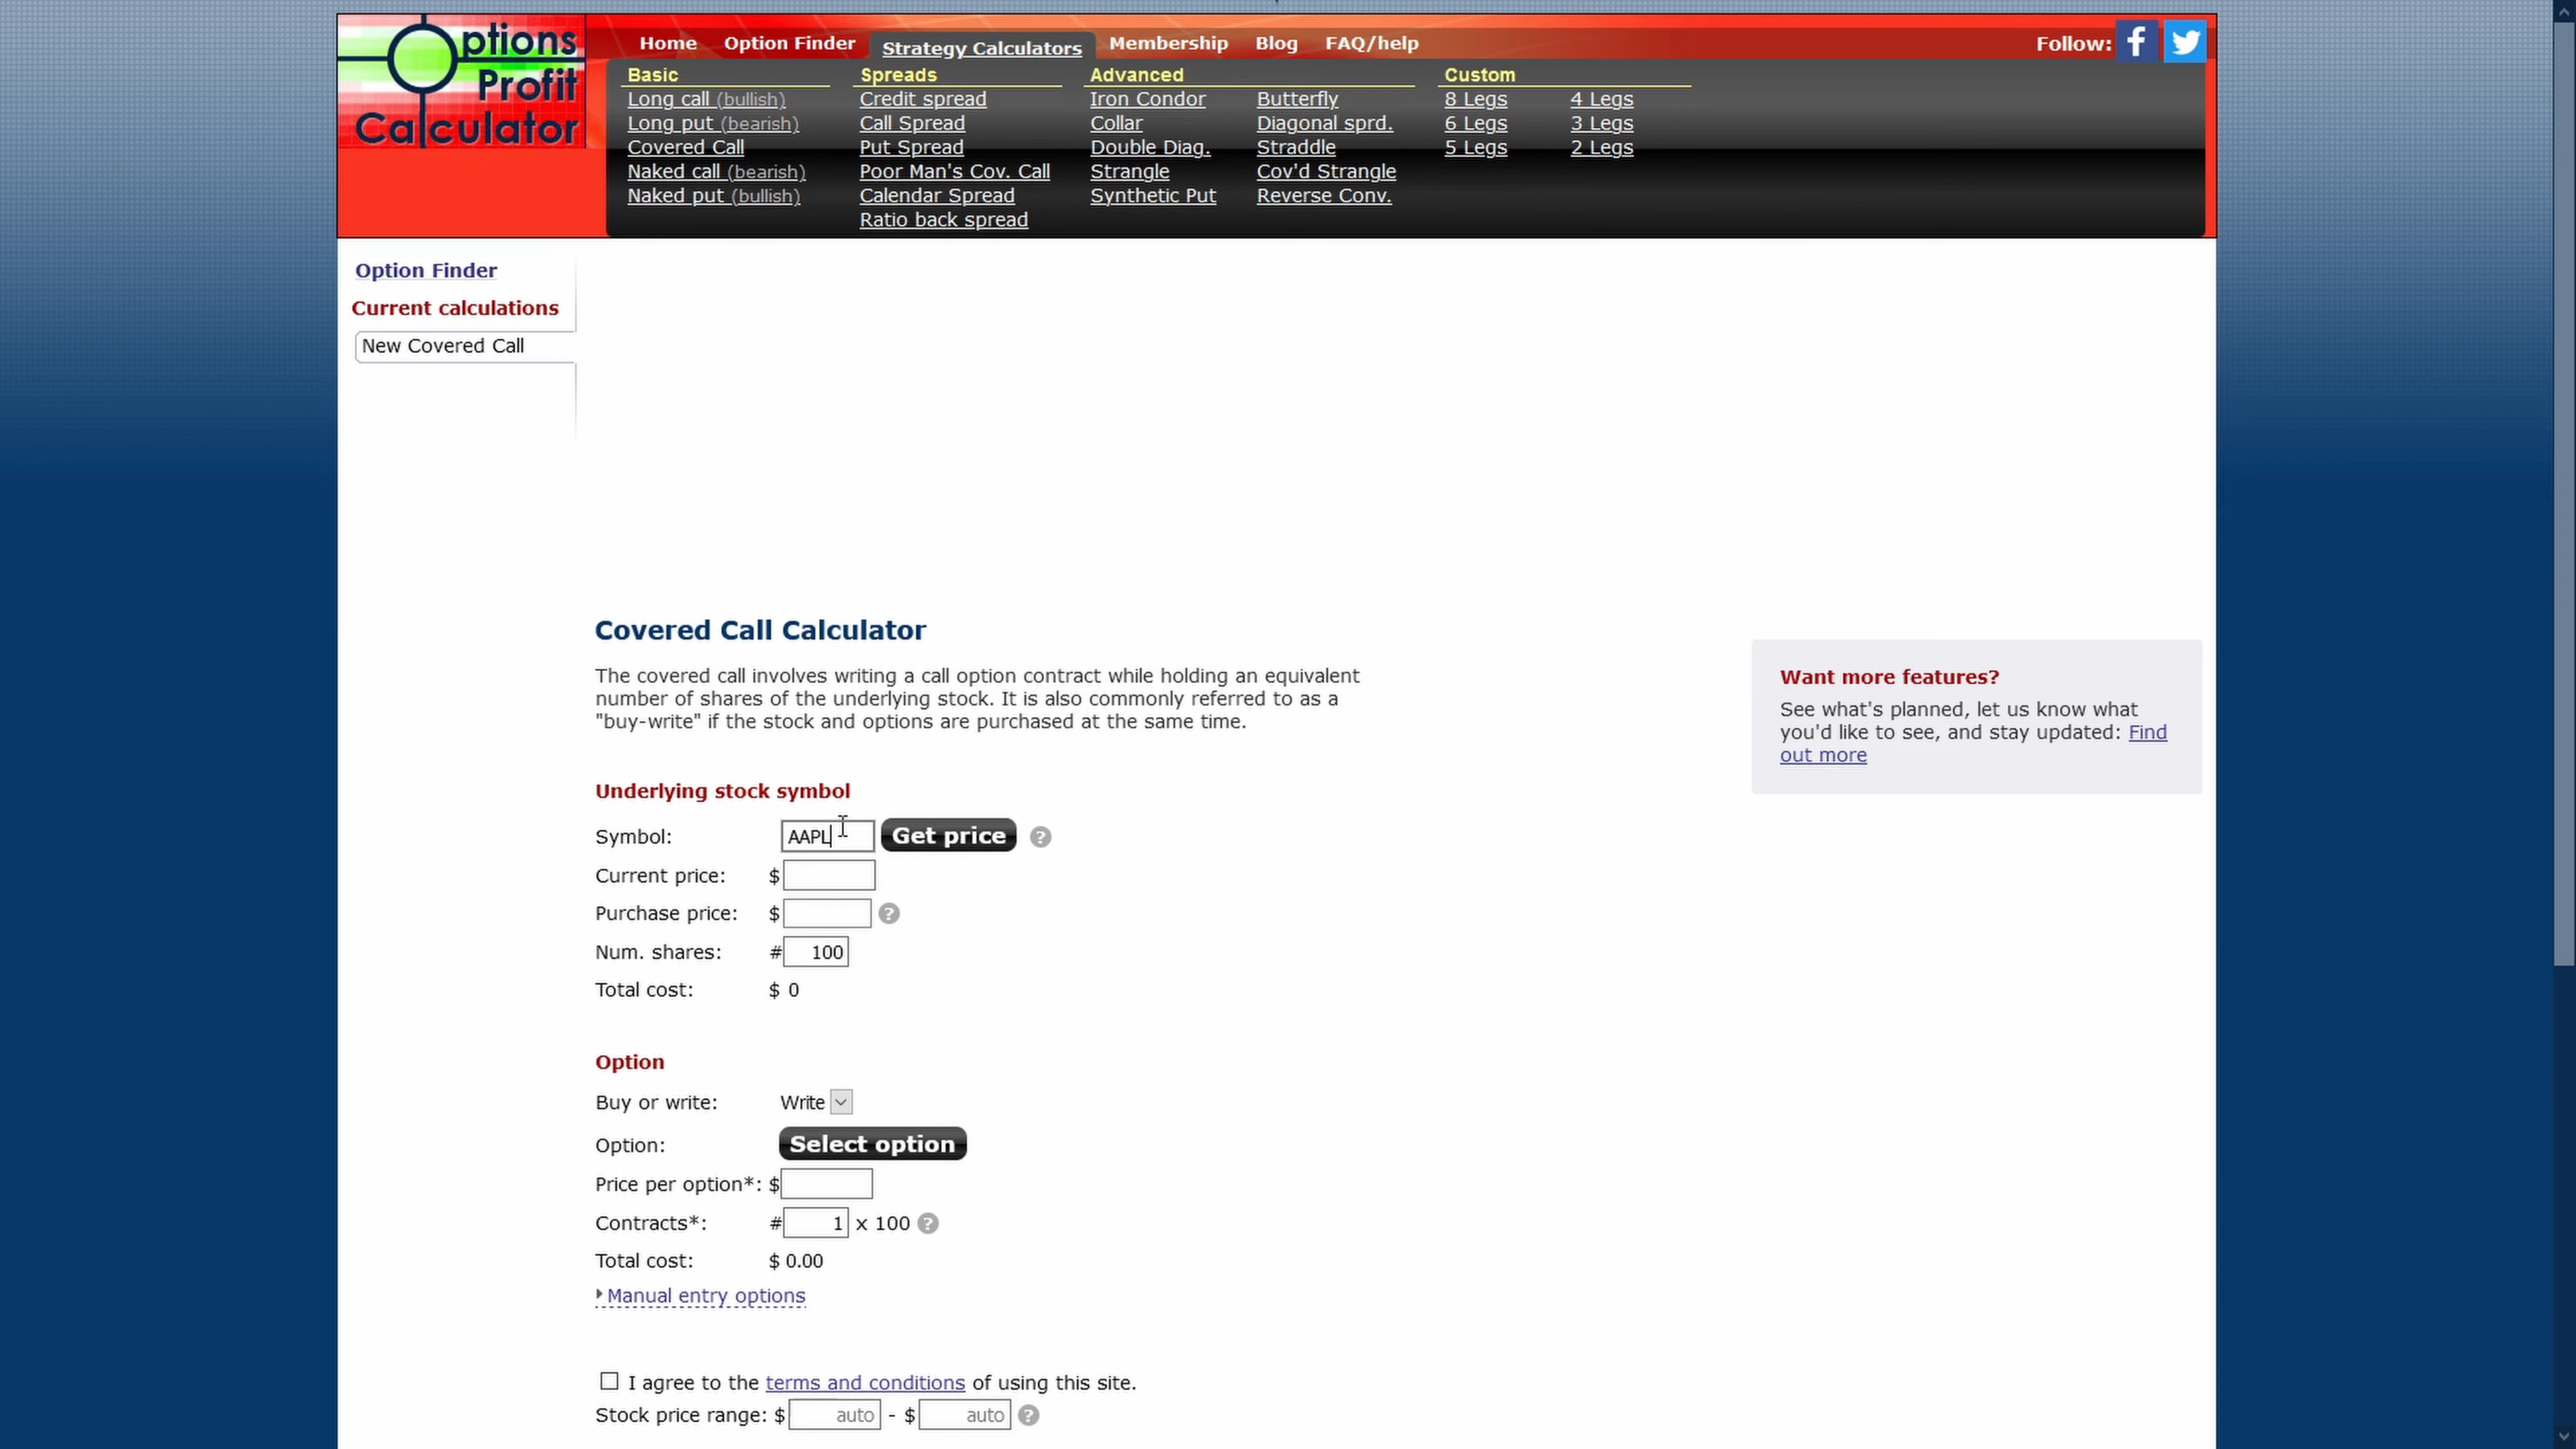 Options
Profit
Calculator
Home Option Finder Strategy Calculators Membership Blog FAQ/help Follow:
Basic Spreads Advanced Custom
Long call (bullish) Credit spread Iron Condor Butterfly 8 Legs 4 Legs
Long put (bearish) Call Spread Collar Diagonal sprd. 6 Legs 3 Legs
Covered Call Put Spread Double Diag. Straddle 5 Legs 2 Legs
Naked call (bearish) Poor Man's Cov. Call Strangle Cov'd Strangle
Naked put (bullish) Calendar Spread Synthetic Put Reverse Conv.
Ratio back spread
Option Finder
Current calculations
New Covered Call
Covered Call Calculator
The covered call involves writing a call option contract while holding an equivalent
number of shares of the underlying stock. It is also commonly referred to as a
"buy-write" if the stock and options are purchased at the same time.
Want more features?
See what's planned, let us know what
you'd like to see, and stay updated: Find
out more
Underlying stock symbol
Symbol: AAPL Get price ?
Current price: $
Purchase price: $ ?
Num. shares: # 100
Total cost: $ 0
Option
Buy or write: Write
Option: Select option
Price per option*: $
Contracts*: # 1 x 100 ?
Total cost: $ 0.00
Manual entry options
I agree to the terms and conditions of using this site.
Stock price range: $ auto - $ auto ?